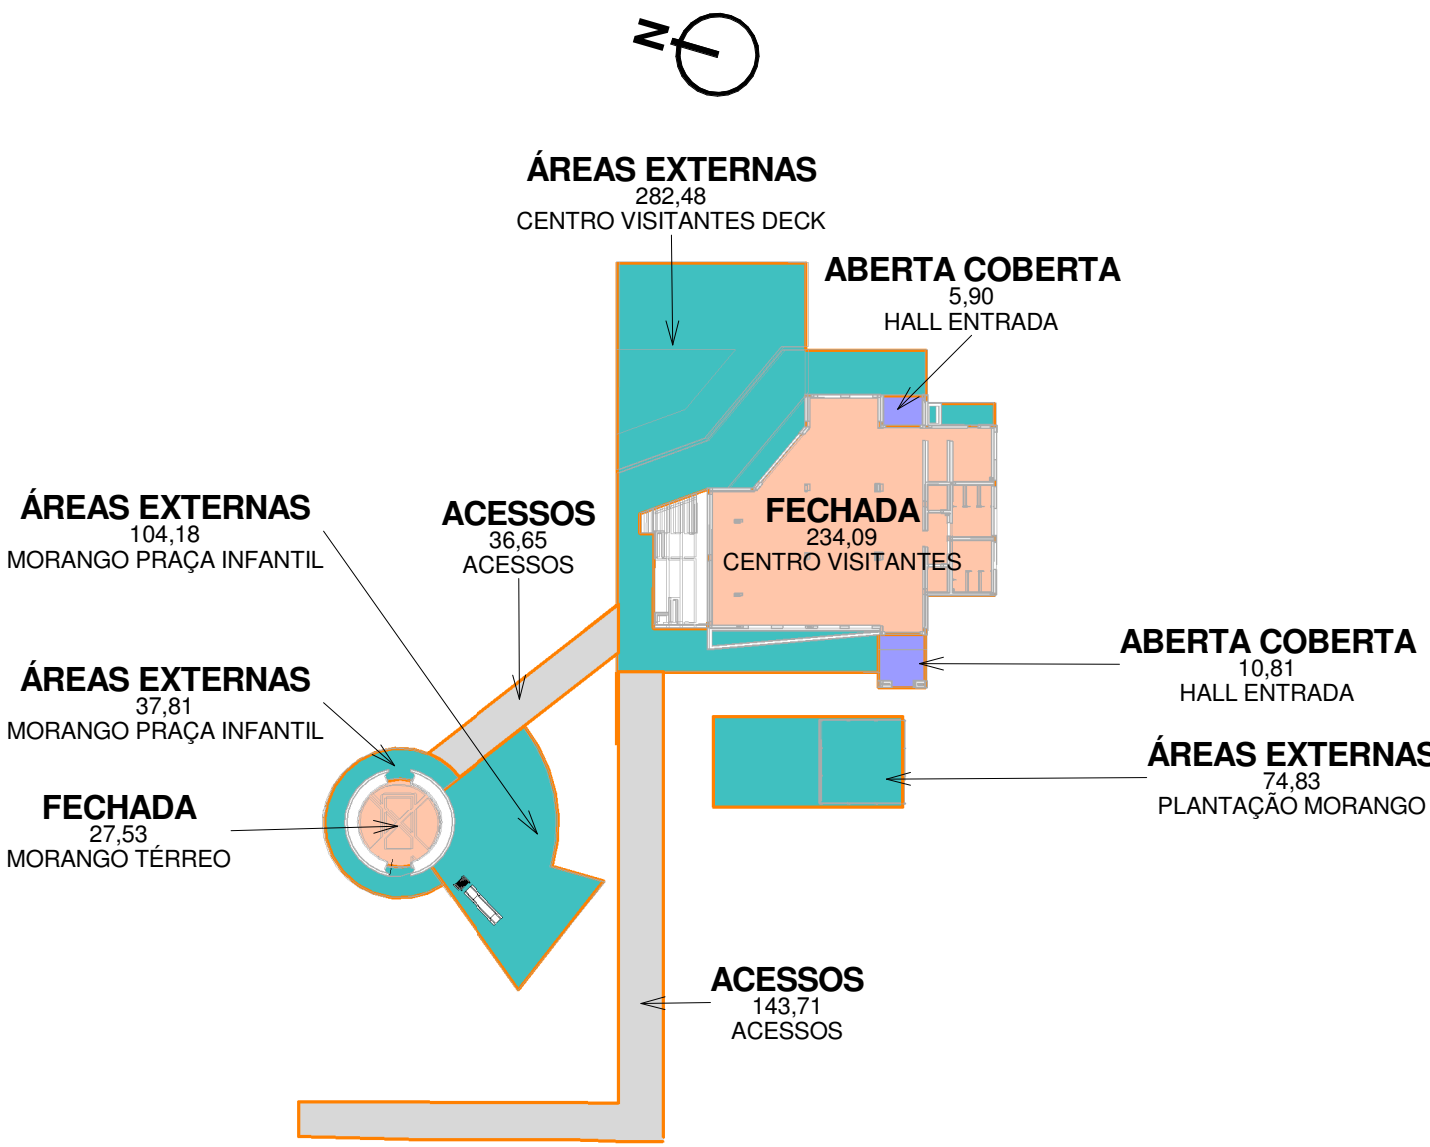 N
ÁREAS EXTERNAS
282,48
CENTRO VISITANTES DECK
ABERTA COBERTA
5,90
HALL ENTRADA
ÁREAS EXTERNAS
104,18
MORANGO PRAÇA INFANTIL
ACESSOS
36,65
ACESSOS
FECHADA
234,09
CENTRO VISITANTES
ÁREAS EXTERNAS
37,81
MORANGO PRAÇA INFANTIL
ABERTA COBERTA
10,81
HALL ENTRADA
FECHADA
27,53
MORANGO TÉRREO
ÁREAS EXTERNAS
74,83
PLANTAÇÃO MORANGO
ACESSOS
143,71
ACESSOS